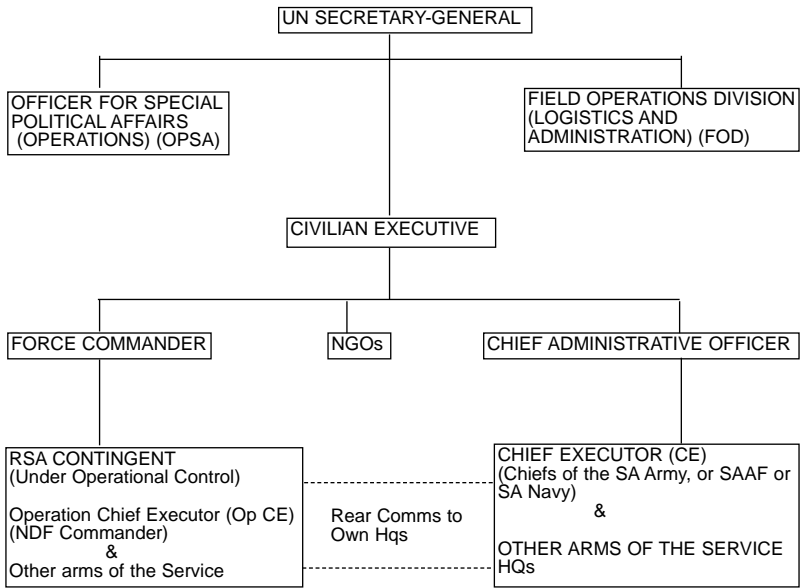 UN SECRETARY-GENERAL
OFFICER FOR SPECIAL
POLITICAL AFFAIRS
(OPERATIONS) (OPSA)
FIELD OPERATIONS DIVISION
(LOGISTICS AND
ADMINISTRATION) (FOD)
CIVILIAN EXECUTIVE
FORCE COMMANDER
NGOs
CHIEF ADMINISTRATIVE OFFICER
RSA CONTINGENT
(Under Operational Control)
Operation Chief Executor (Op CE)
(NDF Commander)
&
Other arms of the Service
Rear Comms to
Own Hqs
CHIEF EXECUTOR (CE)
(Chiefs of the SA Army, or SAAF or
SA Navy)
&
OTHER ARMS OF THE SERVICE
HQs